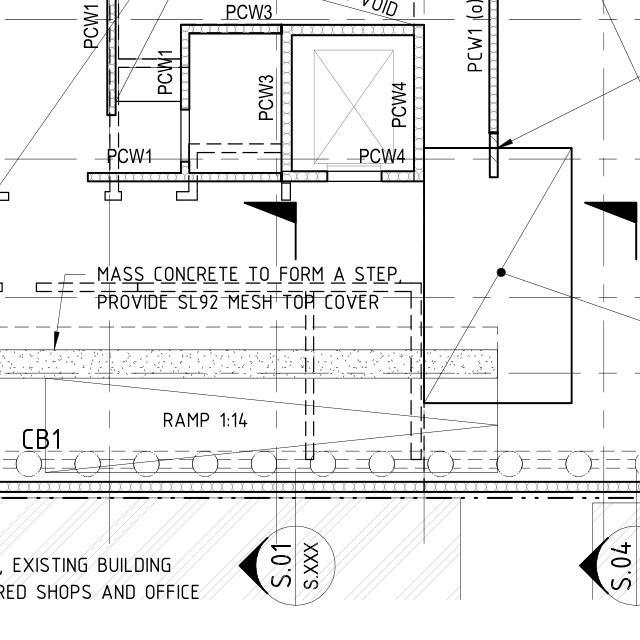 PCW3
VOID
PCW1
PCW1
PCW3
PCW4
PCW1 (o)
PCW1
PCW4
MASS CONCRETE TO FORM A STEP,
PROVIDE SL92 MESH TOP COVER
RAMP 1:14
CB1
S.01
S.XXX
S.04
, EXISTING BUILDING
RED SHOPS AND OFFICE